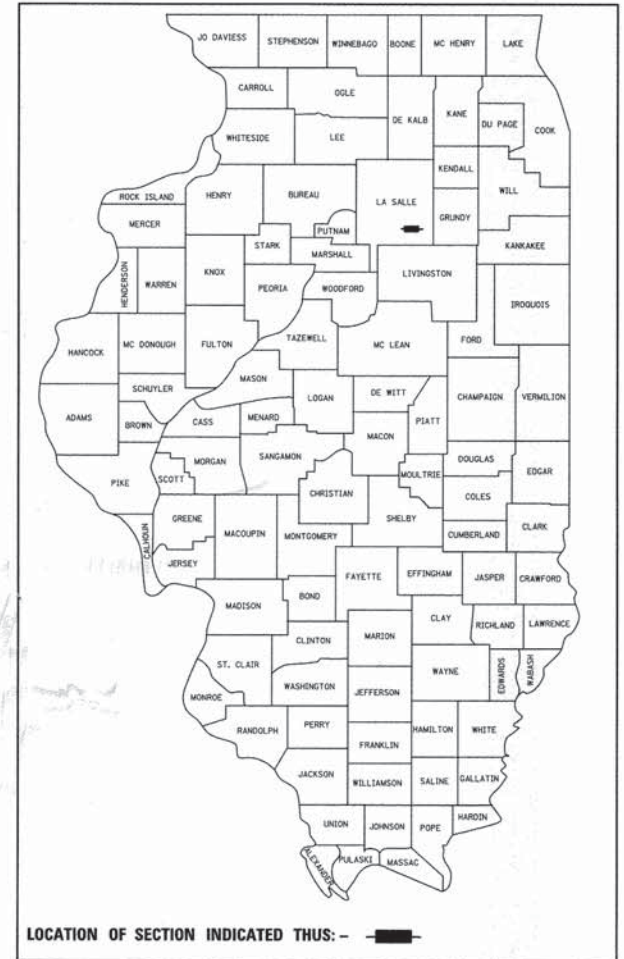 JO DAVIESS
STEPHENSON
WINNEBAGO
BOONE
MC HENRY
LAKE
CARROLL
OGLE
DE KALB
KANE
DU PAGE
COOK
WHITESIDE
LEE
KENDALL
WILL
ROCK ISLAND
HENRY
BUREAU
LA SALLE
GRUNDY
MERCER
PUTNAM
KANKAKEE
STARK
MARSHALL
HENDERSON
WARREN
KNOX
PEORIA
WOODFORD
LIVINGSTON
IROQUOIS
HANCOCK
MC DONOUGH
FULTON
TAZEWELL
MC LEAN
FORD
SCHUYLER
MASON
LOGAN
DE WITT
CHAMPAIGN
VERMILION
ADAMS
BROWN
CASS
MENARD
PIATT
MACON
PIKE
SCOTT
MORGAN
SANGAMON
MOULTRIE
DOUGLAS
EDGAR
COLES
CHRISTIAN
CALHOUN
GREENE
MACOUPIN
MONTGOMERY
SHELBY
CUMBERLAND
CLARK
JERSEY
FAYETTE
EFFINGHAM
JASPER
CRAWFORD
MADISON
BOND
CLAY
RICHLAND
LAWRENCE
CLINTON
MARION
ST. CLAIR
WAYNE
EDWARDS
WABASH
MONROE
WASHINGTON
JEFFERSON
RANDOLPH
PERRY
HAMILTON
WHITE
FRANKLIN
JACKSON
WILLIAMSON
SALINE
GALLATIN
UNION
JOHNSON
POPE
HARDIN
ALEXANDER
PULASKI
MASSAC
LOCATION OF SECTION INDICATED THUS: -